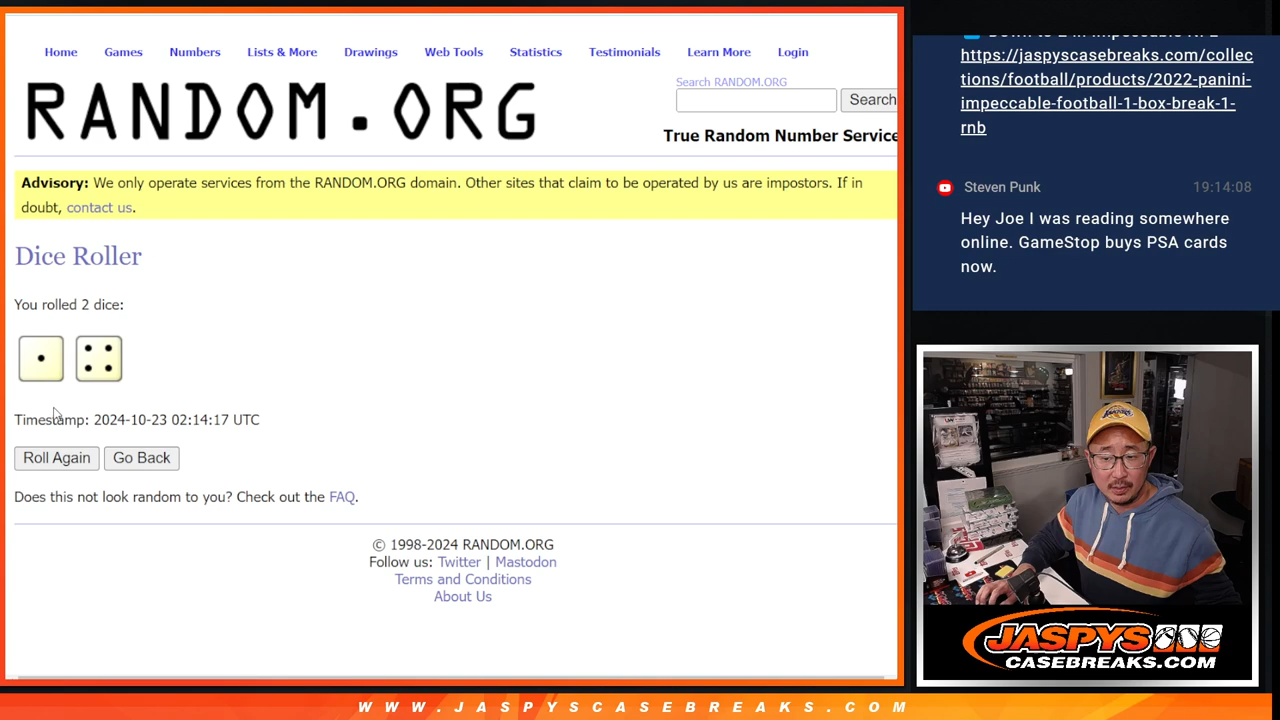 Home Games Numbers Lists & More Drawings Web Tools Statistics Testimonials Learn More Login
RANDOM.ORG
Search RANDOM.ORG
Search
True Random Number Service
Advisory: We only operate services from the RANDOM.ORG domain. Other sites that claim to be operated by us are impostors. If in
doubt, contact us.
Dice Roller
You rolled 2 dice:
Timestamp: 2024-10-23 02:14:17 UTC
Roll Again Go Back
Does this not look random to you? Check out the FAQ.
© 1998-2024 RANDOM.ORG
Follow us: Twitter | Mastodon
Terms and Conditions
About Us
https://jaspyscasebreaks.com/collec
tions/football/products/2022-panini-
impeccable-football-1-box-break-1-
rnb
Steven Punk 19:14:08
Hey Joe I was reading somewhere
online. GameStop buys PSA cards
now.
JASPYS
CASEBREAKS.COM
WWW.JASPYSCASEBREAKS.COM